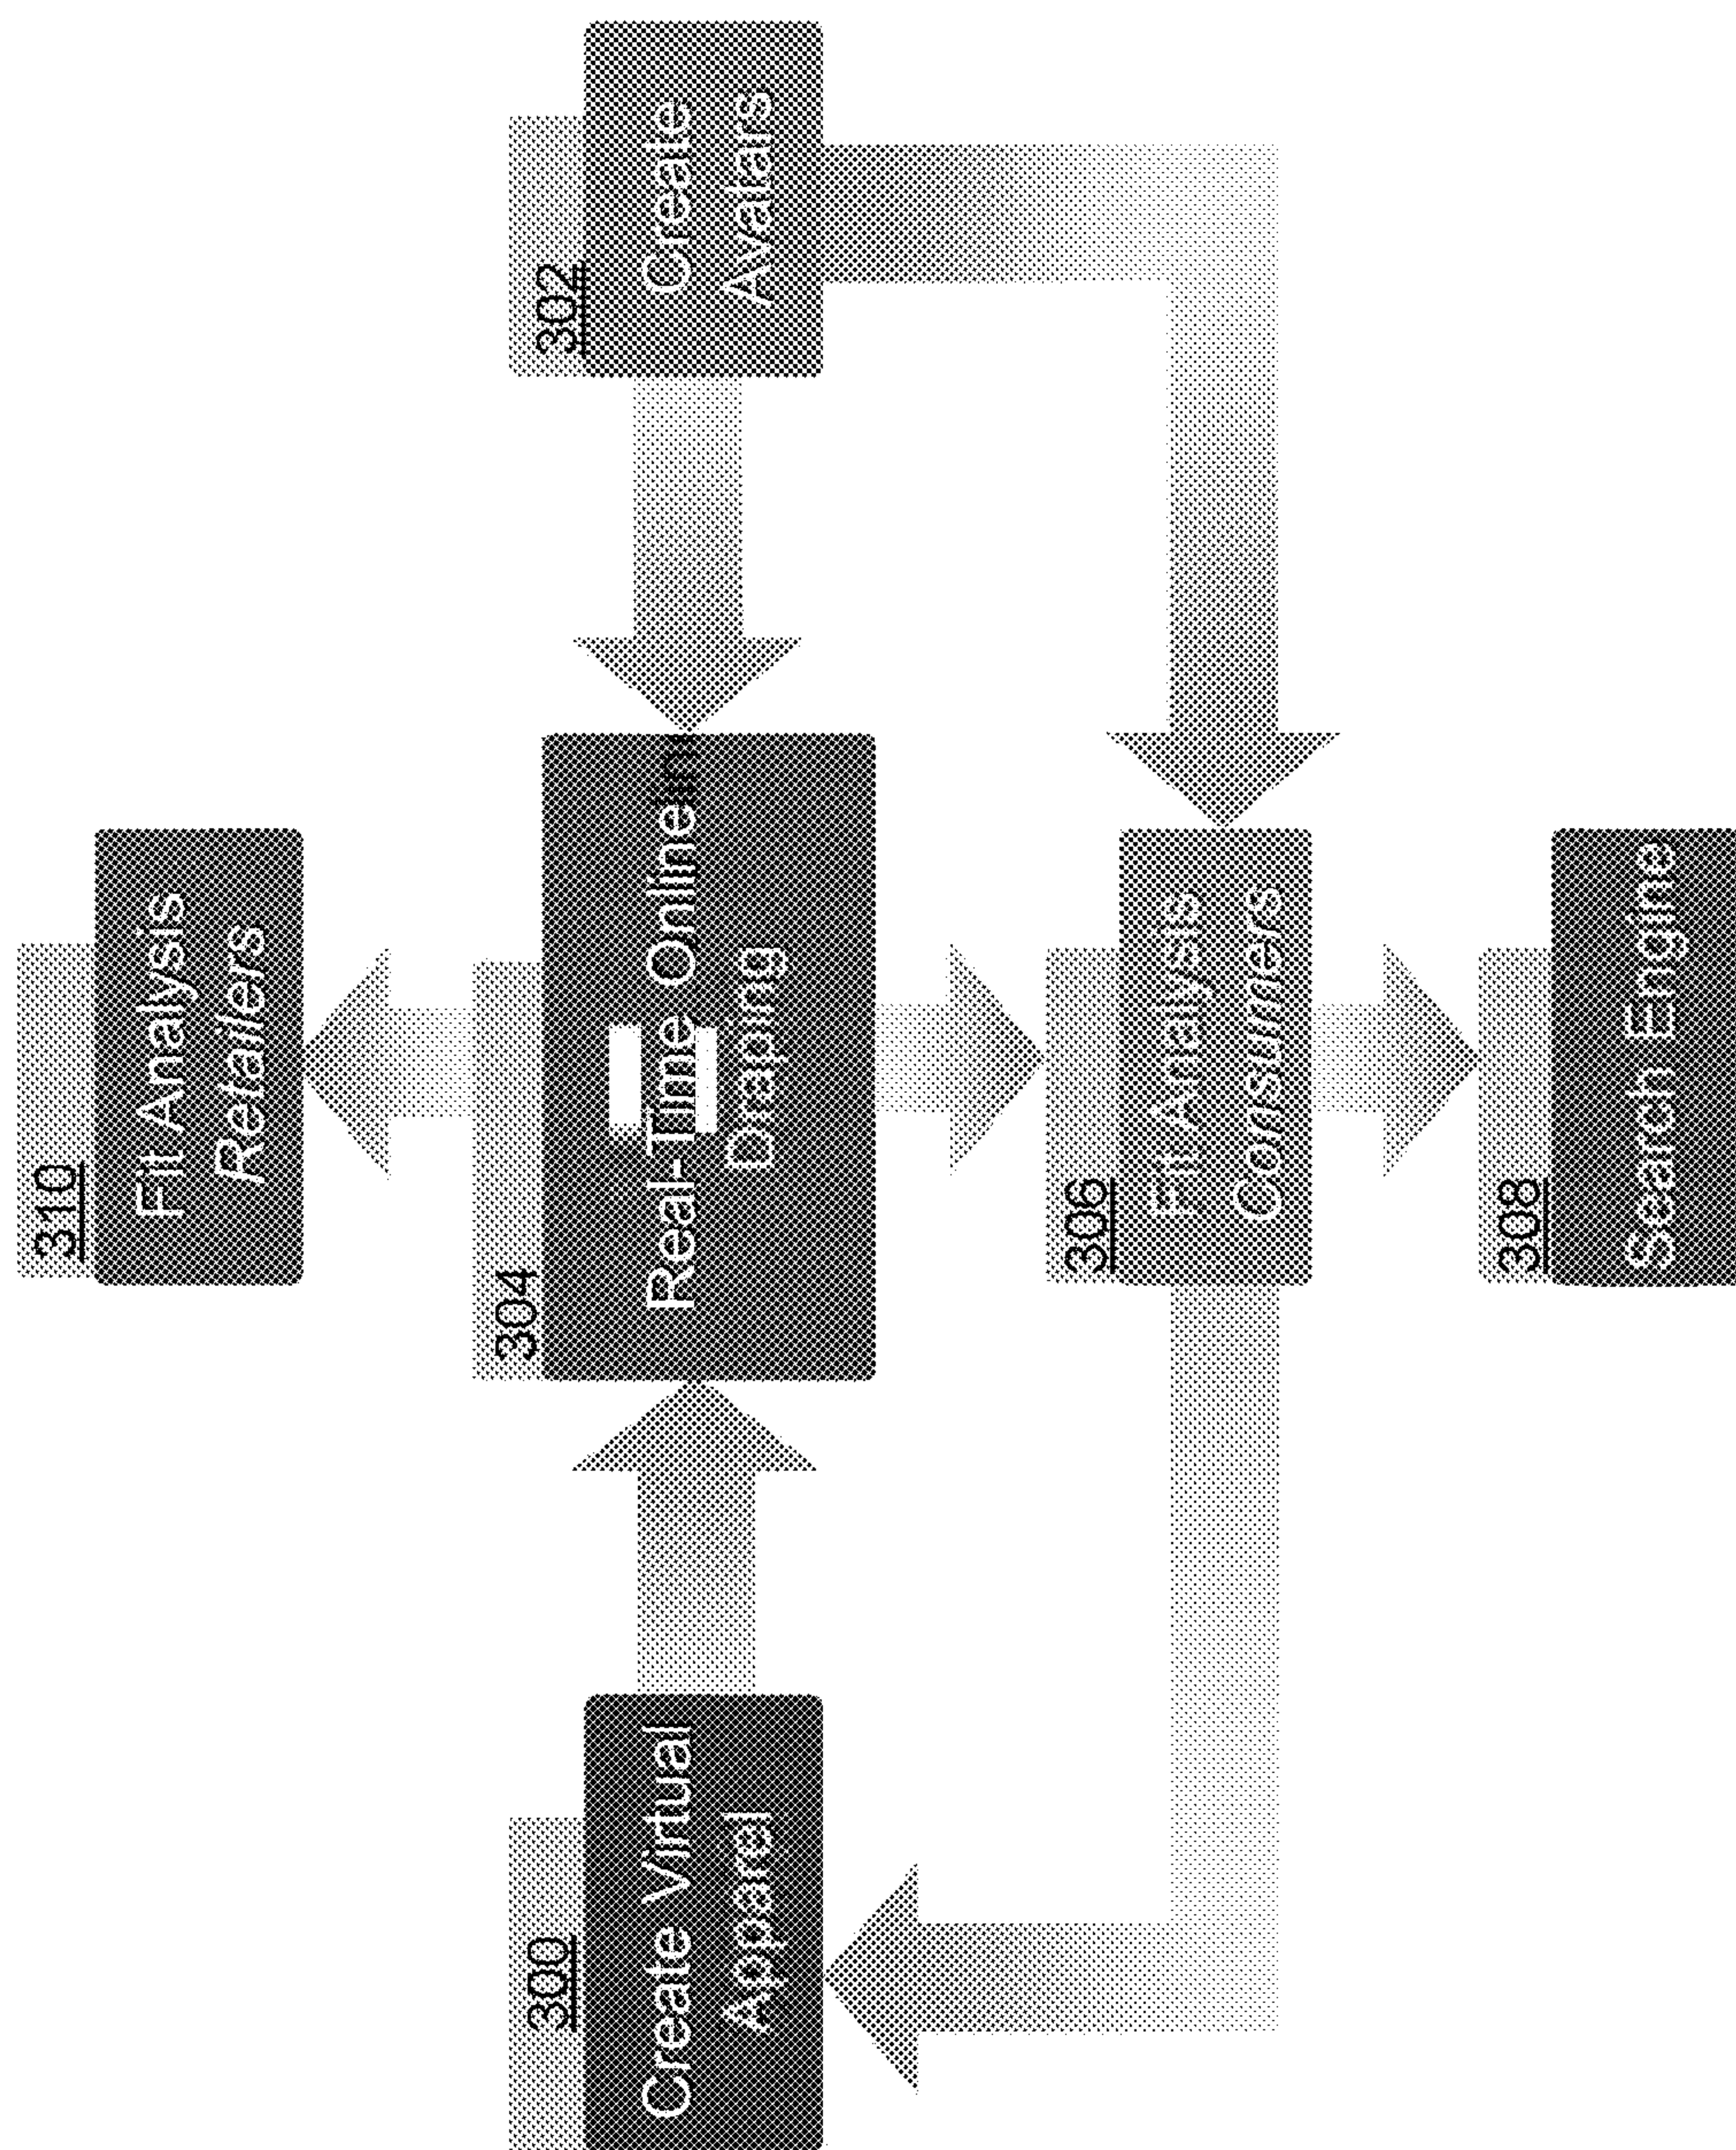 310
Fit Analysis
Retailers
300
Create Virtual
Apparel
304
Real-Time Online
Draping
302
Create
Avatars
306
Fit Analysis
Consumers
308
Search Engine